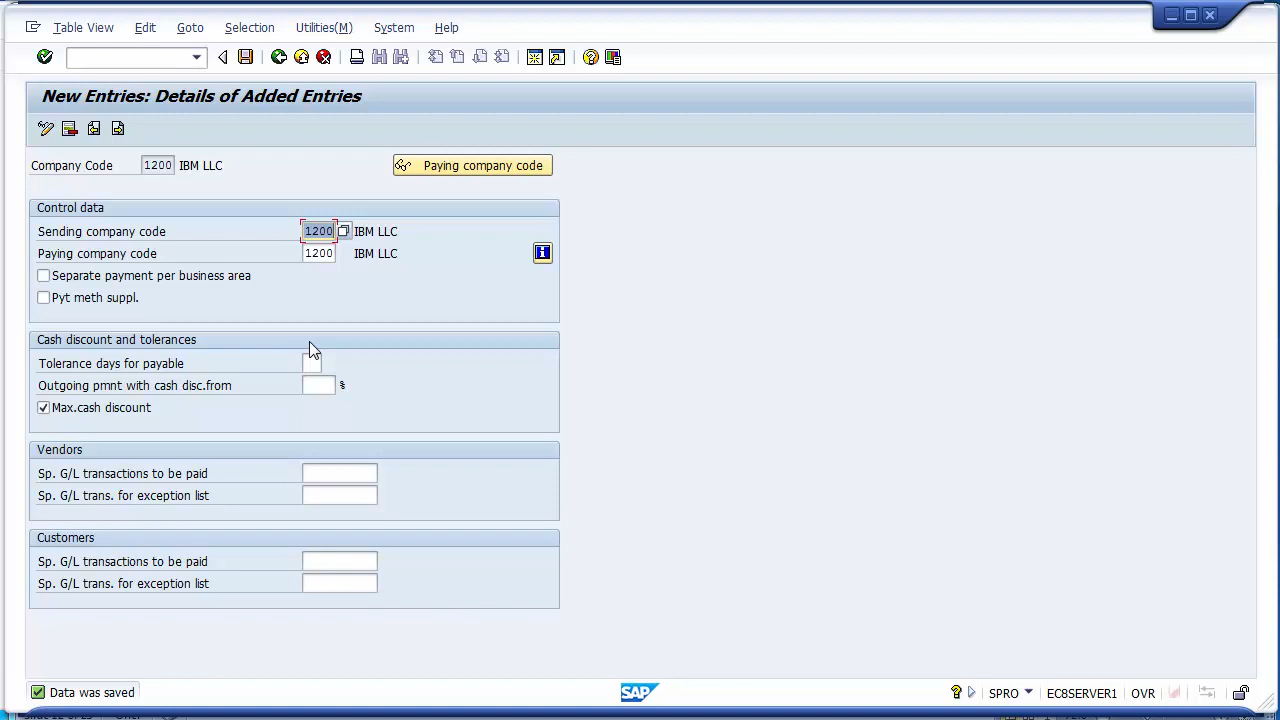 Table View Edit Goto Selection Utilities(M) System Help
New Entries: Details of Added Entries
Company Code 1200 IBM LLC Paying company code
Control data
Sending company code 1200 IBM LLC
Paying company code 1200 IBM LLC
Separate payment per business area
Pyt meth suppl.
Cash discount and tolerances
Tolerance days for payable
Outgoing pmnt with cash disc.from %
Max.cash discount
Vendors
Sp. G/L transactions to be paid
Sp. G/L trans. for exception list
Customers
Sp. G/L transactions to be paid
Sp. G/L trans. for exception list
Data was saved SAP SPRO EC8SERVER1 OVR